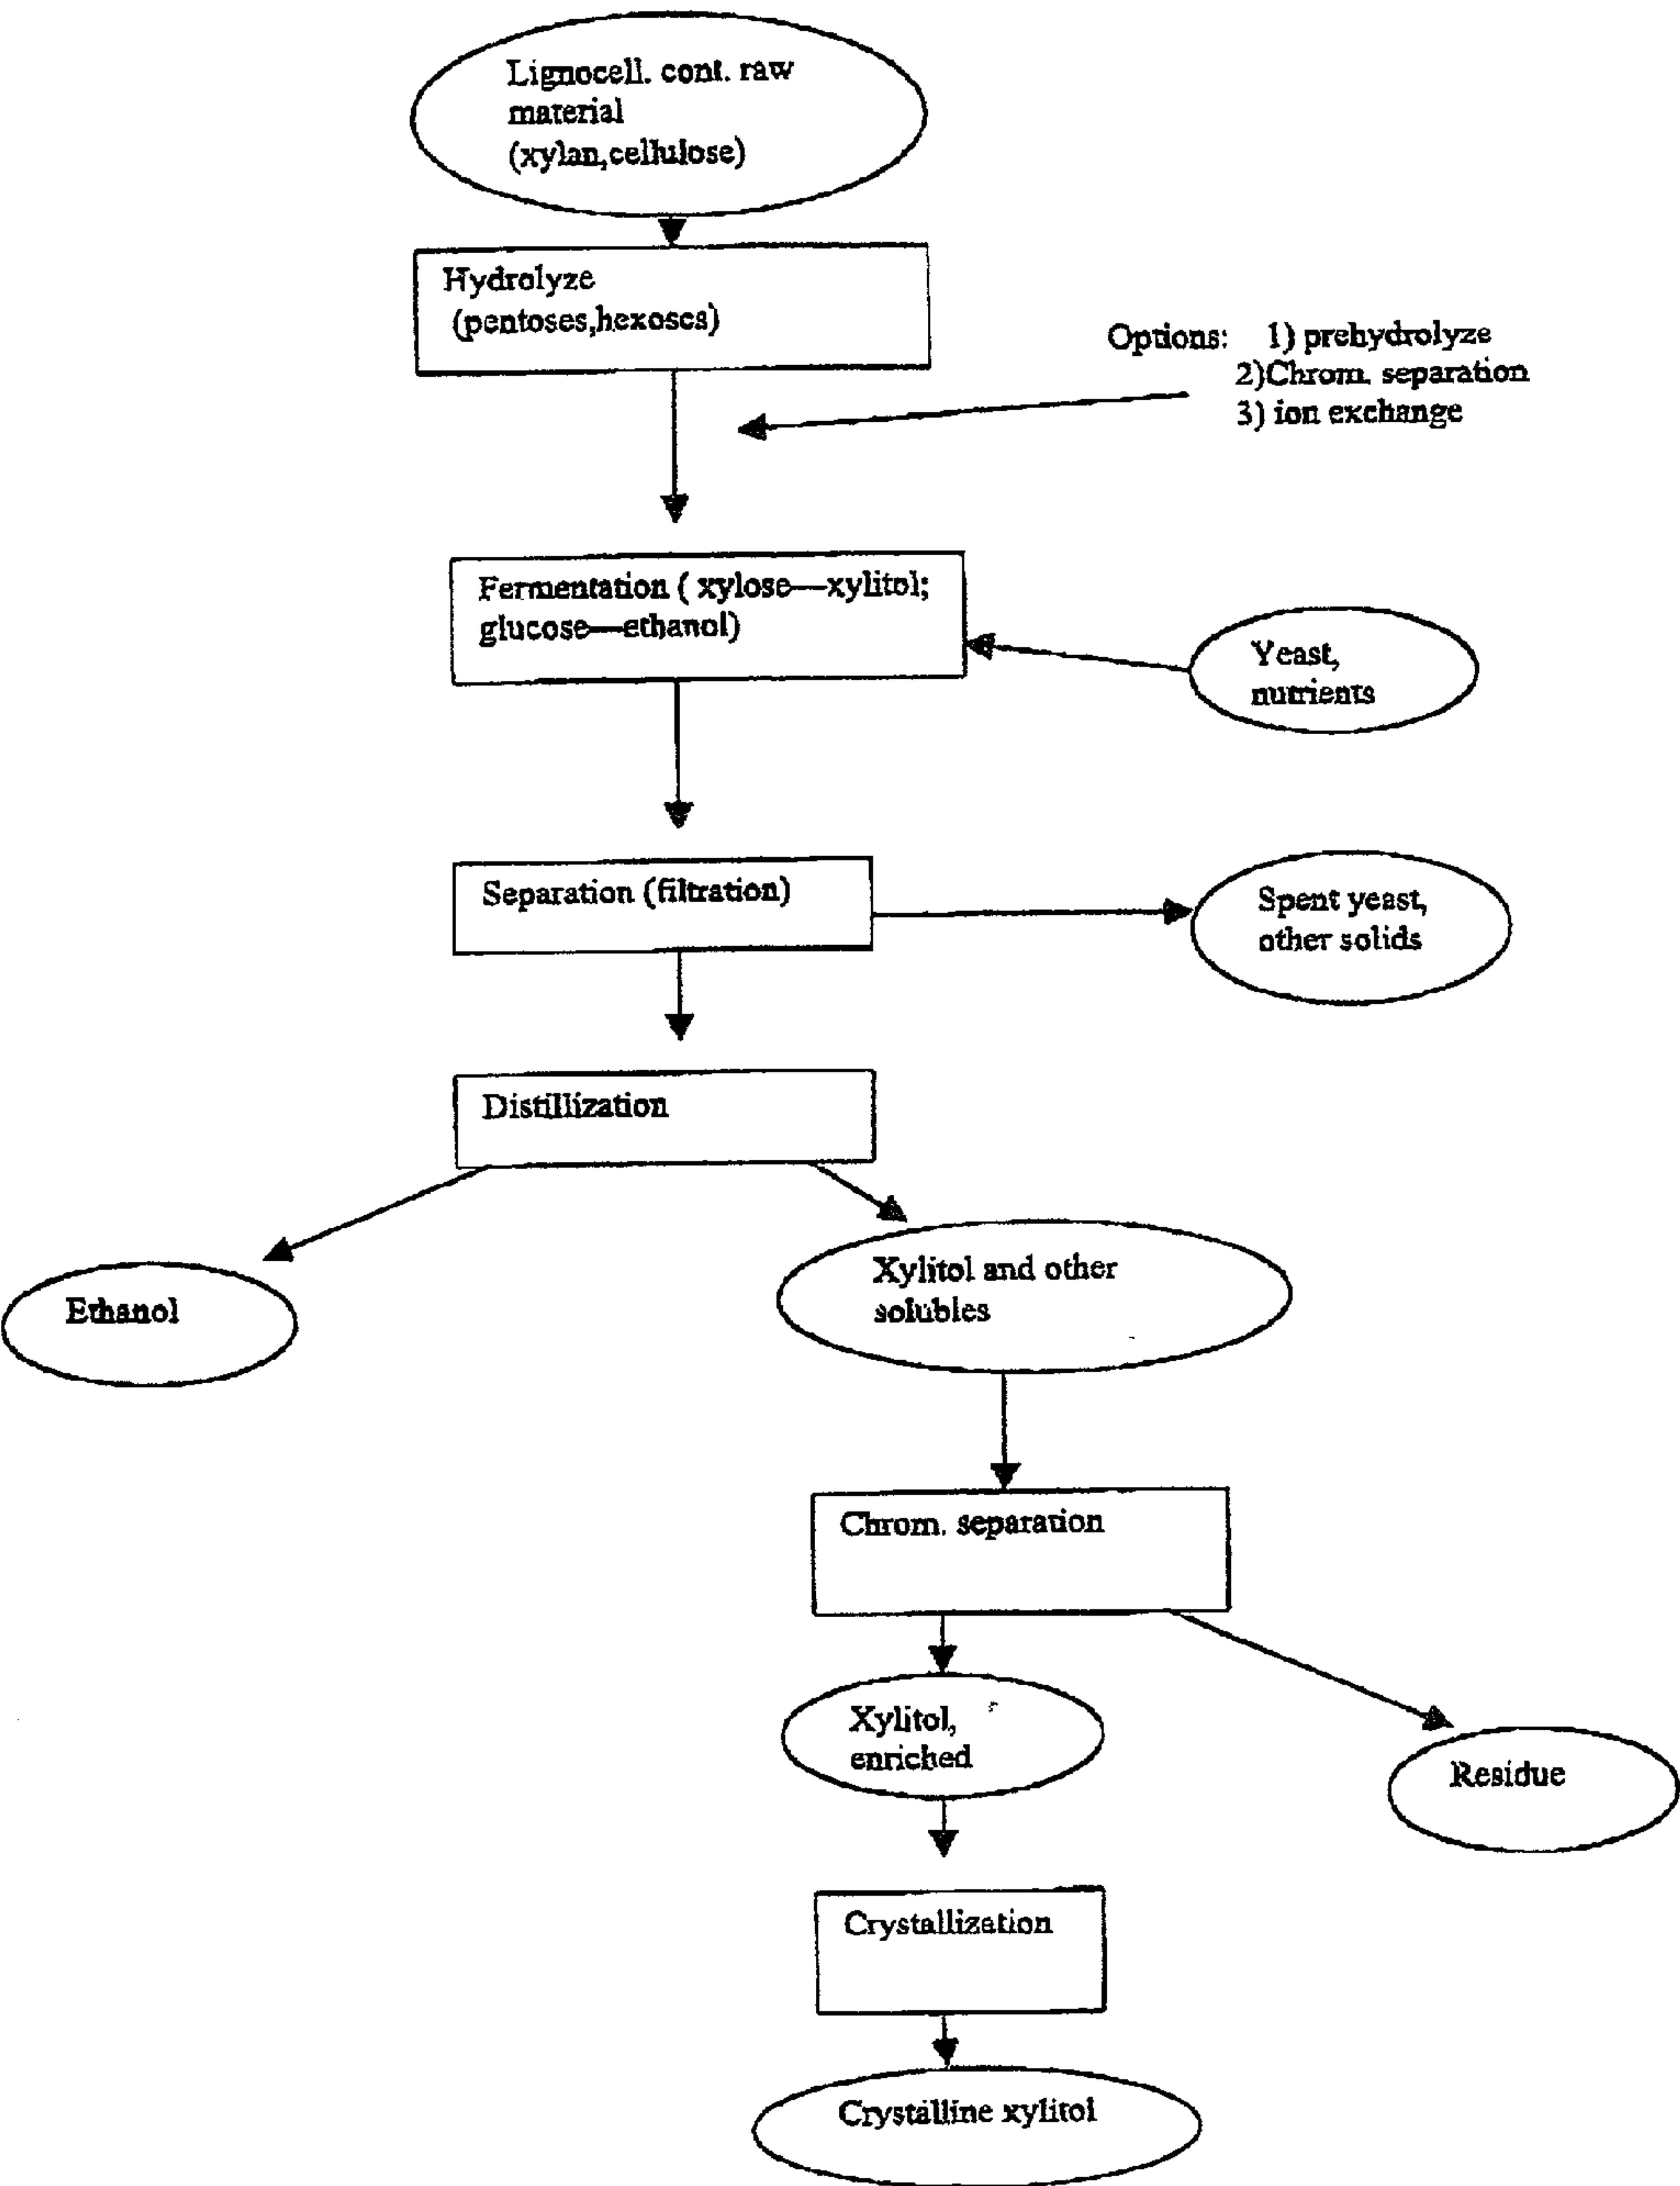 Lignocell. cont. raw
material
(xylan,cellulose)
Hydrolyze
(pentoses,hexoses)
Options: 1) prehydrolyze
2)Chrom. separation
3) ion exchange
Fermentation ( xylose—xylitol;
glucose—ethanol)
Yeast,
nutrients
Separation (filtration)
Spent yeast,
other solids
Distillization
Ethanol
Xylitol and other
solubles
Chrom. separation
Xylitol,
enriched
Residue
Crystallization
Crystalline xylitol